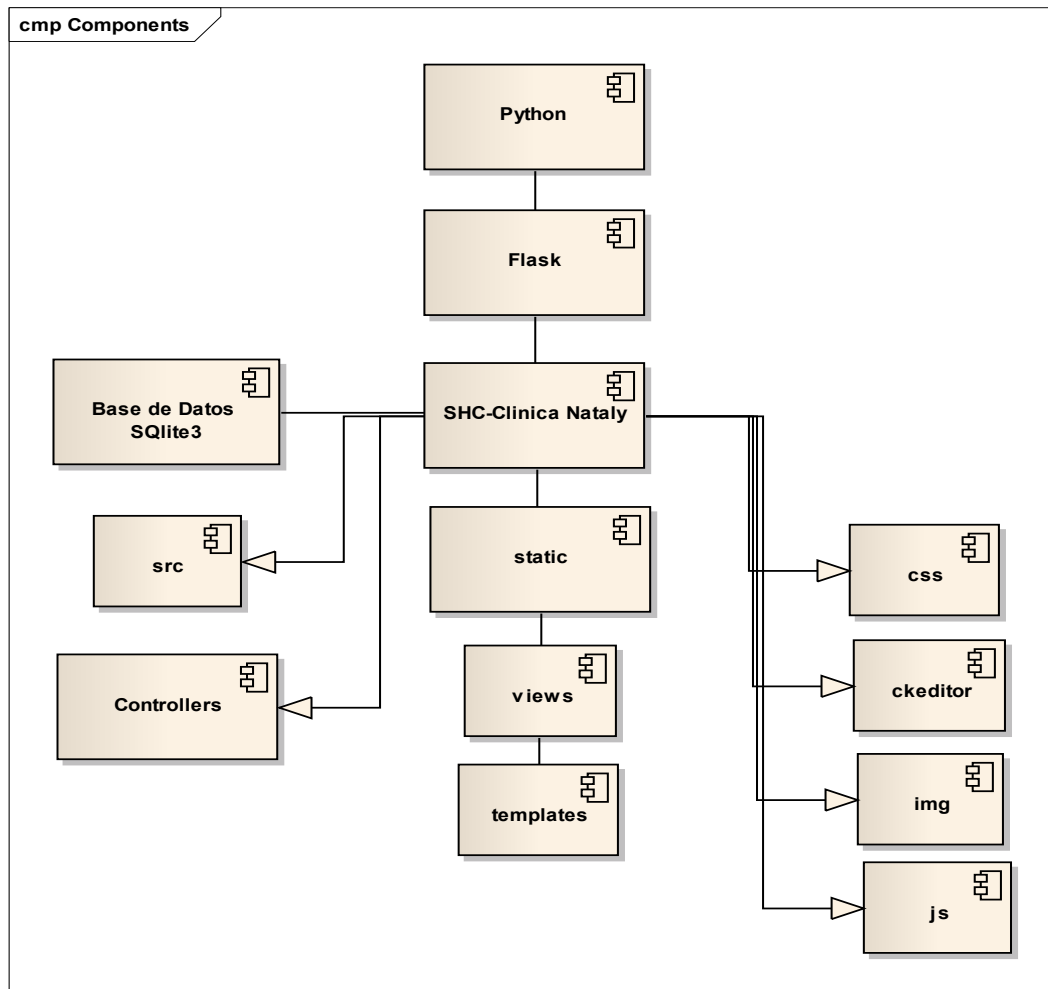 cmp Components
Python
Flask
Base de Datos
SQlite3
SHC-Clinica Nataly
src
static
css
Controllers
views
ckeditor
templates
img
js